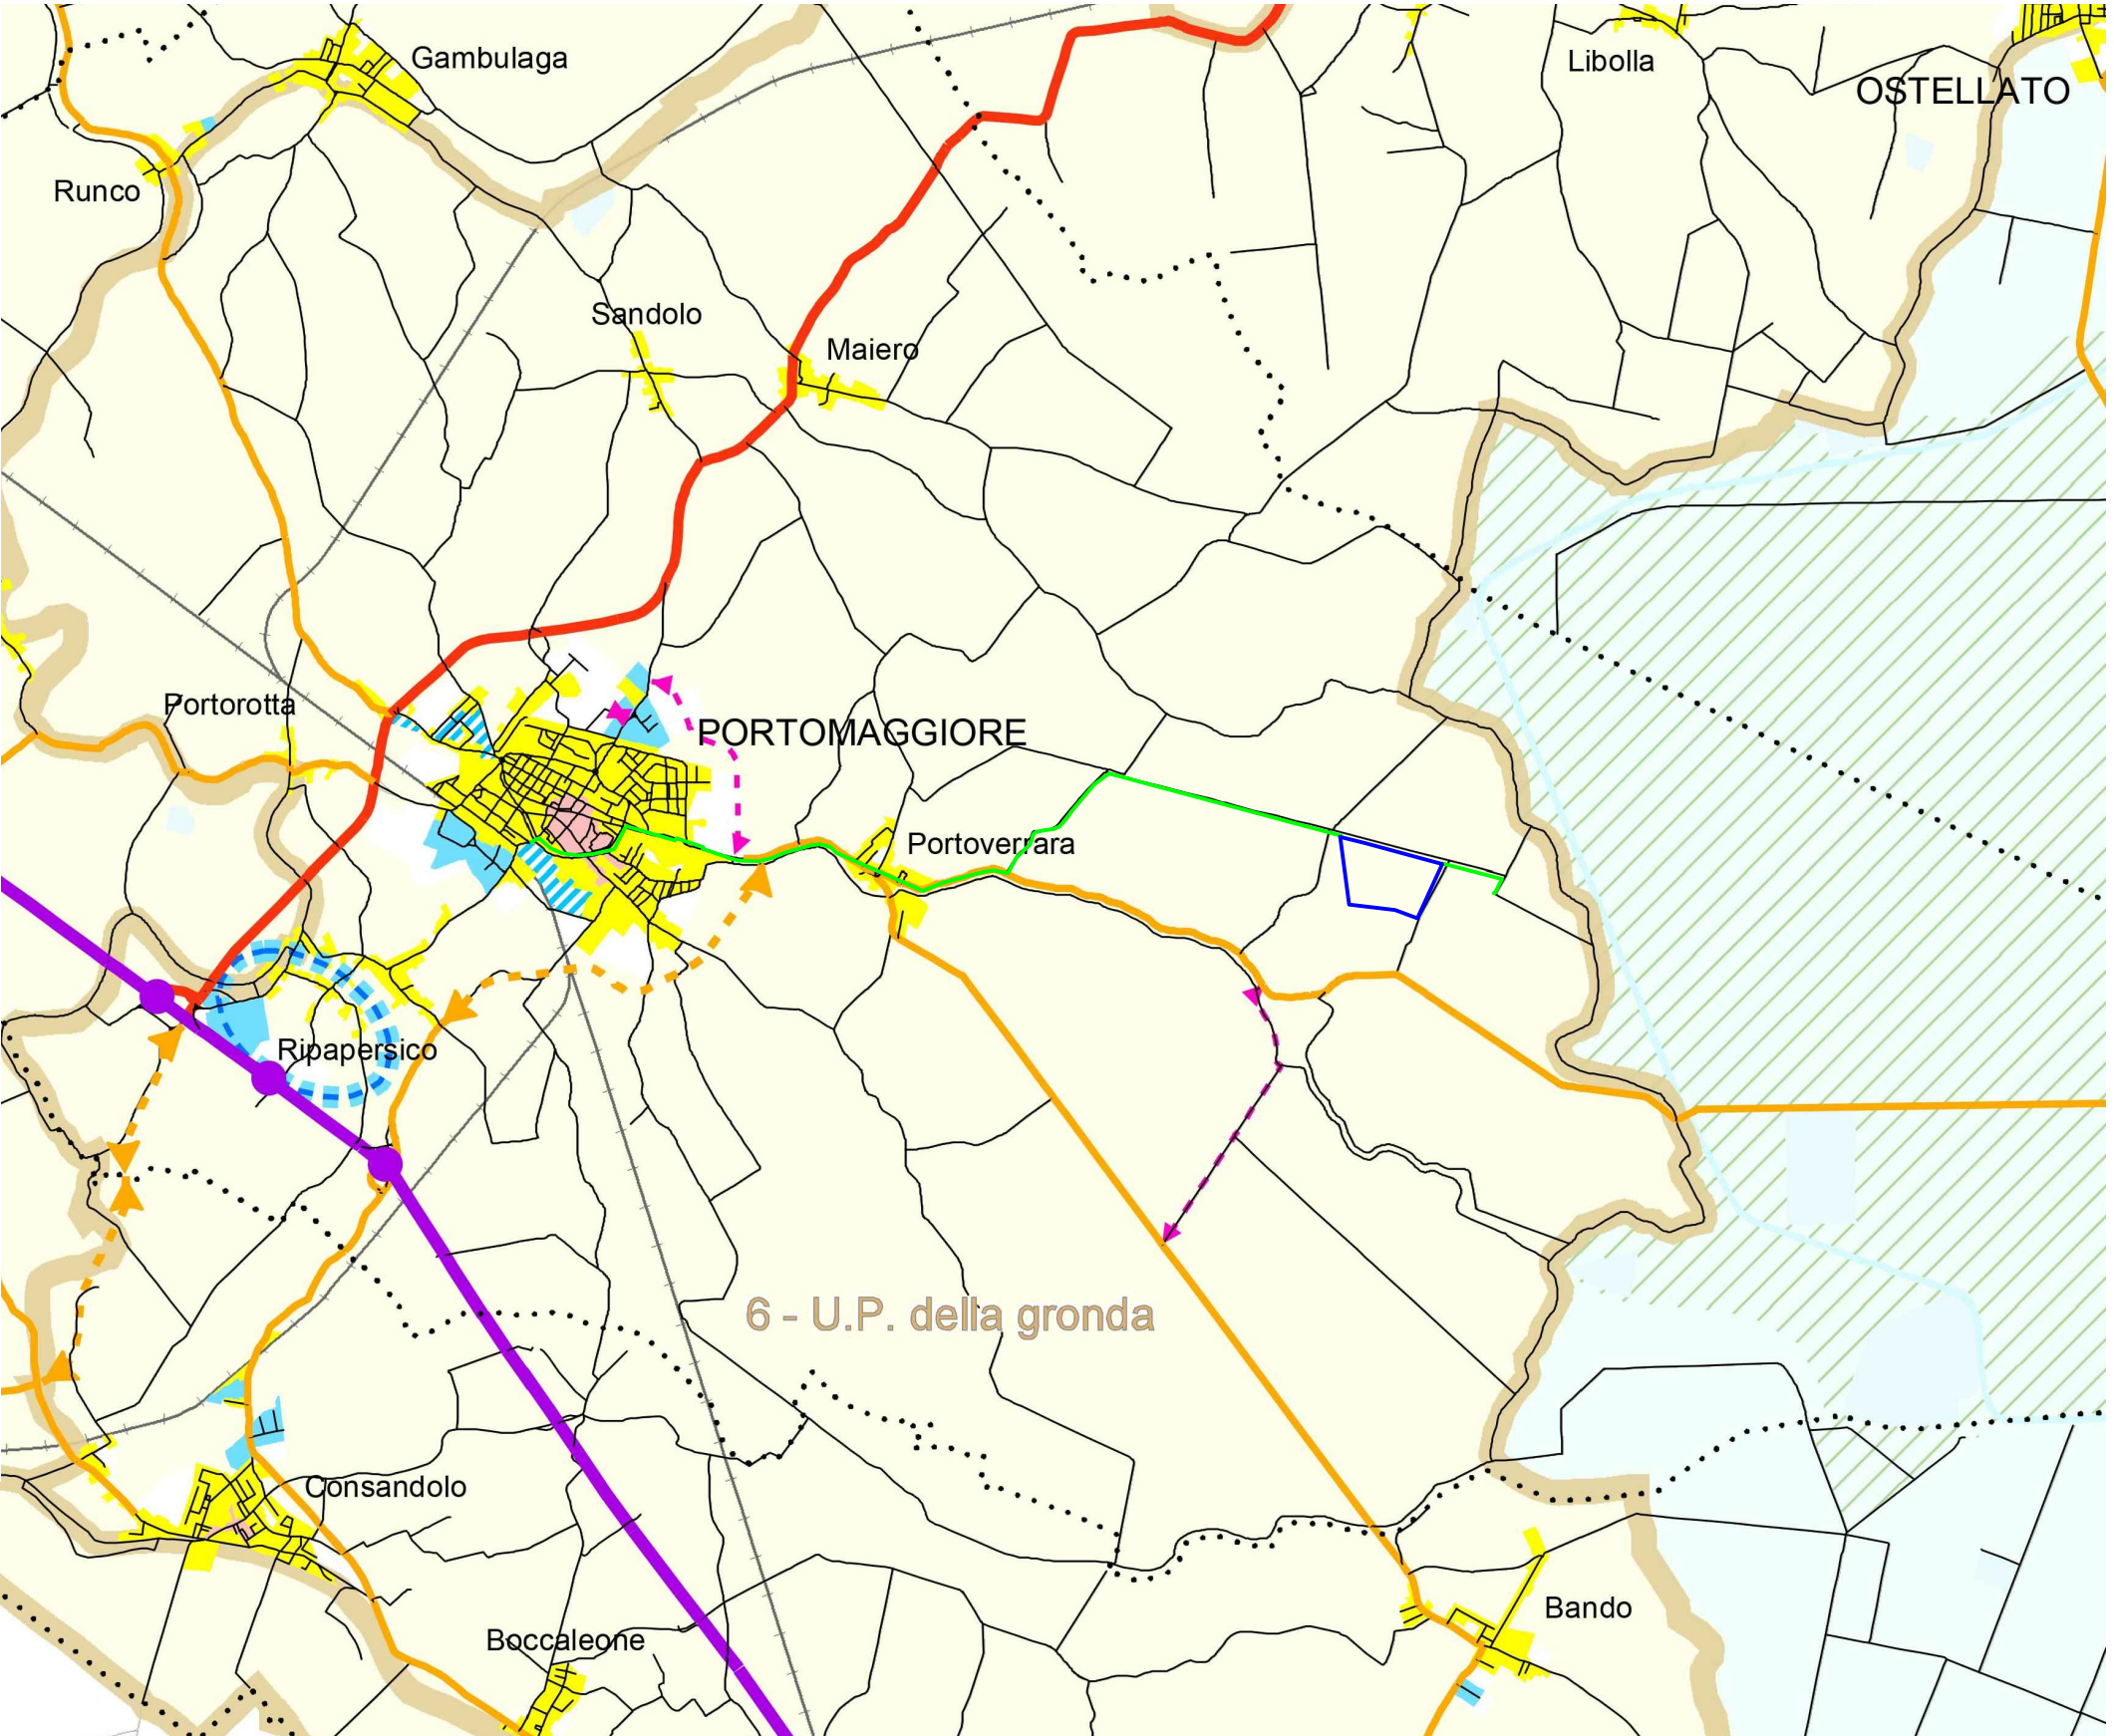 Gambulaga
Libolla
OSTELLATO
Runco
Sandolo
Maiero
Portorotta
PORTOMAGGIORE
Portoverrara
Ripapersico
6 - U.P. della gronda
Consandolo
Bando
Boccaleone